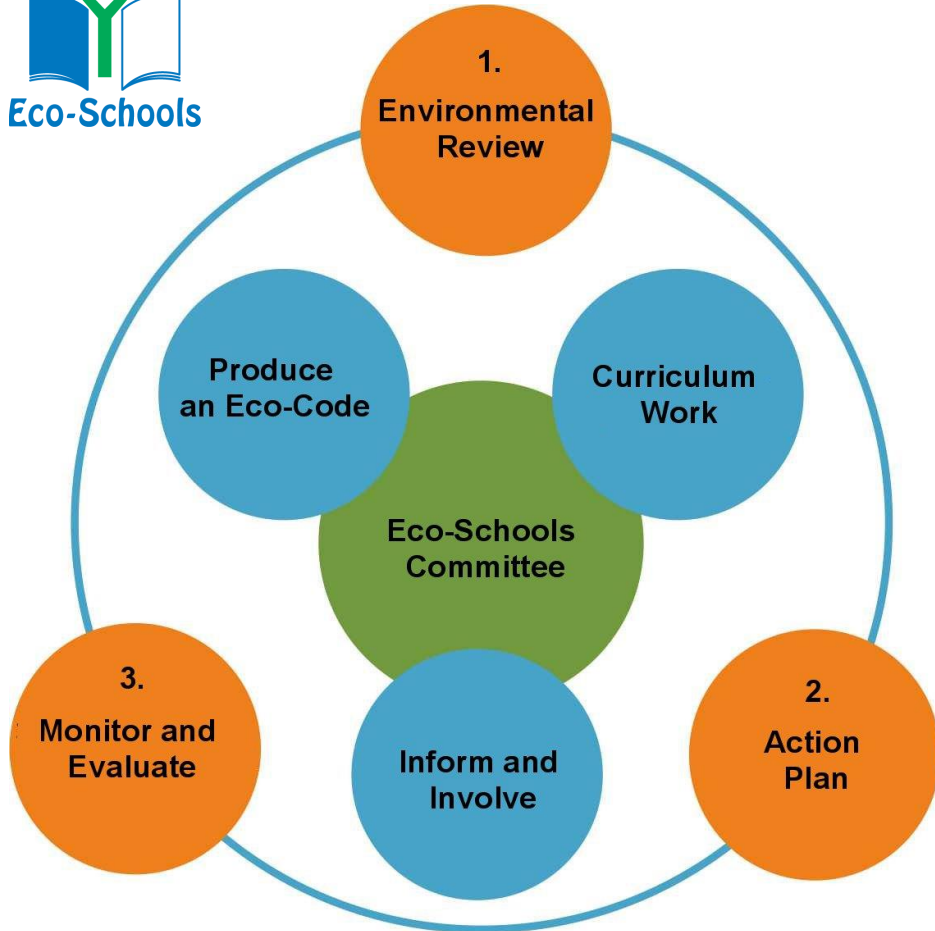 Eco-Schools
1.
Environmental
Review
Produce
an Eco-Code
Curriculum
Work
Eco-Schools
Committee
3.
Monitor and
Evaluate
Inform and
Involve
2.
Action
Plan